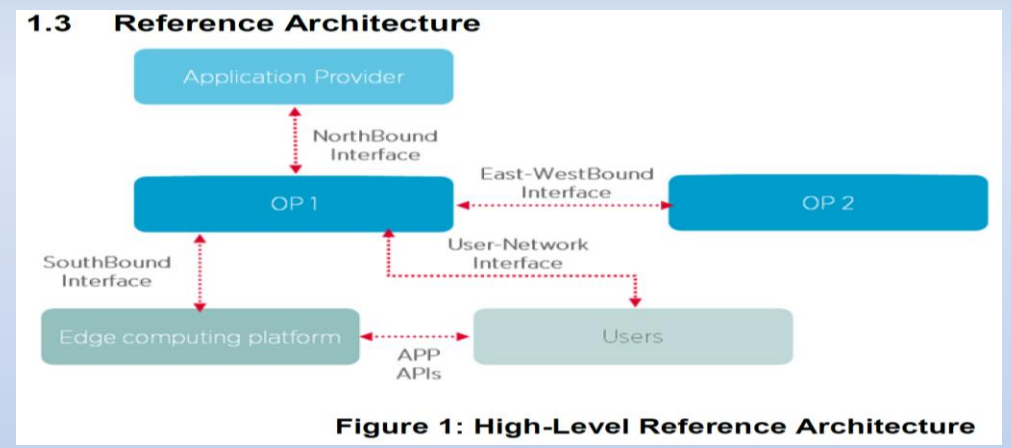 1.3 Reference Architecture
Application Provider
NorthBound
Interface
East-WestBound
Interface
OP 1
OP 2
User-Network
Interface
SouthBound
Interface
Edge computing platform
Users
APP
APIs
Figure 1: High-Level Reference Architecture